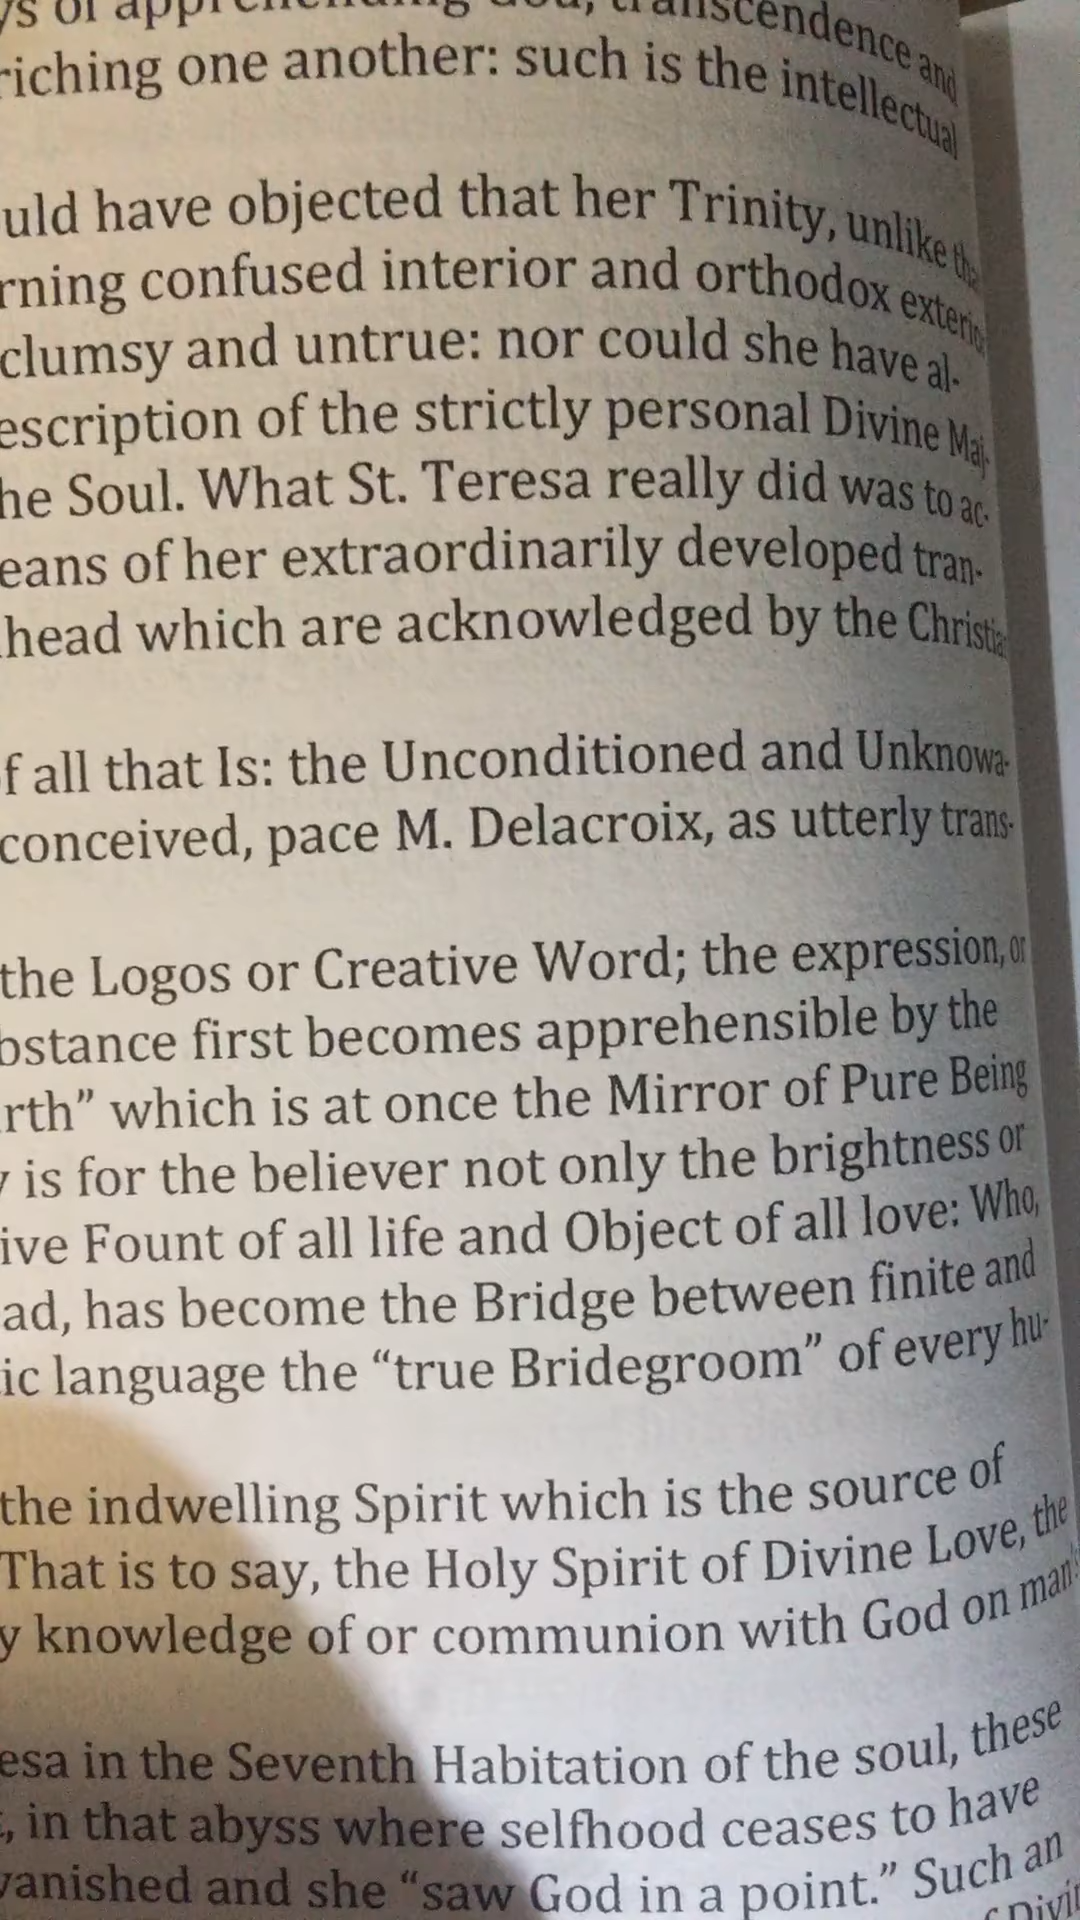 ys of apprehending God, transcendence and
riching one another: such is the intellectual
uld have objected that her Trinity, unlike the
rning confused interior and orthodox exterio
clumsy and untrue: nor could she have al-
escription of the strictly personal Divine Maj-
he Soul. What St. Teresa really did was to ac-
eans of her extraordinarily developed tran-
head which are acknowledged by the Christia
f all that Is: the Unconditioned and Unknowa-
conceived, pace M. Delacroix, as utterly trans-
the Logos or Creative Word; the expression, or
bstance first becomes apprehensible by the
rth” which is at once the Mirror of Pure Being
y is for the believer not only the brightness or
ive Fount of all life and Object of all love: Who,
ad, has become the Bridge between finite and
ic language the “true Bridegroom” of every hu-
the indwelling Spirit which is the source of
That is to say, the Holy Spirit of Divine Love, the
y knowledge of or communion with God on man's
esa in the Seventh Habitation of the soul, these
, in that abyss where selfhood ceases to have
vanished and she “saw God in a point.” Such an